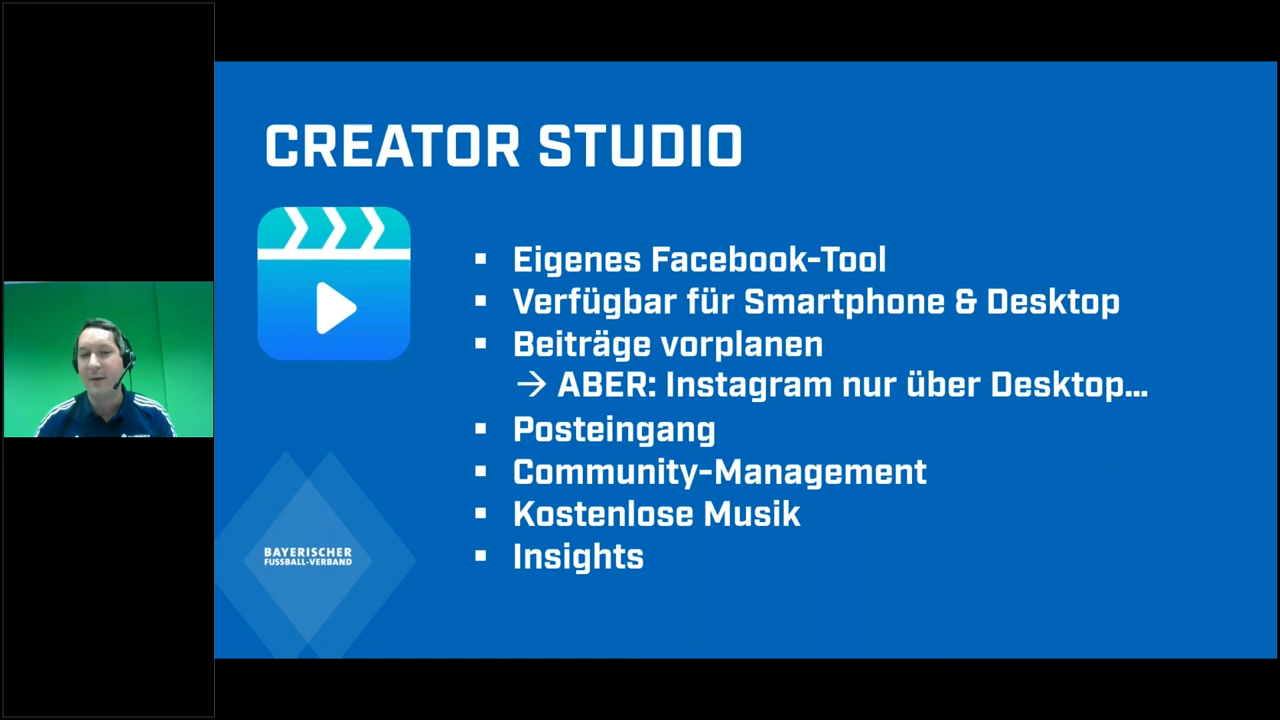 CREATOR STUDIO
▪ Eigenes Facebook-Tool
▪ Verfügbar für Smartphone & Desktop
▪ Beiträge vorplanen
→ ABER: Instagram nur über Desktop...
▪ Posteingang
▪ Community-Management
▪ Kostenlose Musik
▪ Insights
BAYERISCHER
FUSSBALL-VERBAND